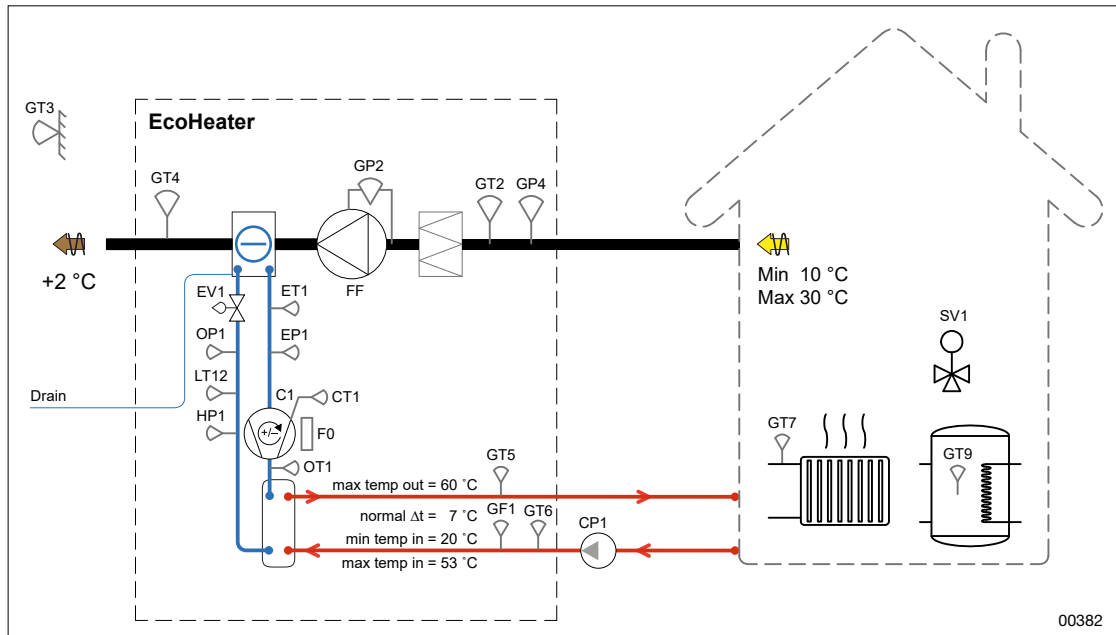 GT3
EcoHeater
GT4
GP2
GT2
GP4
+2 °C
FF
Min 10 °C
Max 30 °C
EV1
ET1
OP1
EP1
SV1
Drain
LT12
C1
CT1
HP1
F0
OT1
GT5
GT7
GT9
max temp out = 60 ˚C
normal Δt = 7 ˚C
GF1
GT6
CP1
min temp in = 20 ˚C
max temp in = 53 ˚C
+/–
00382